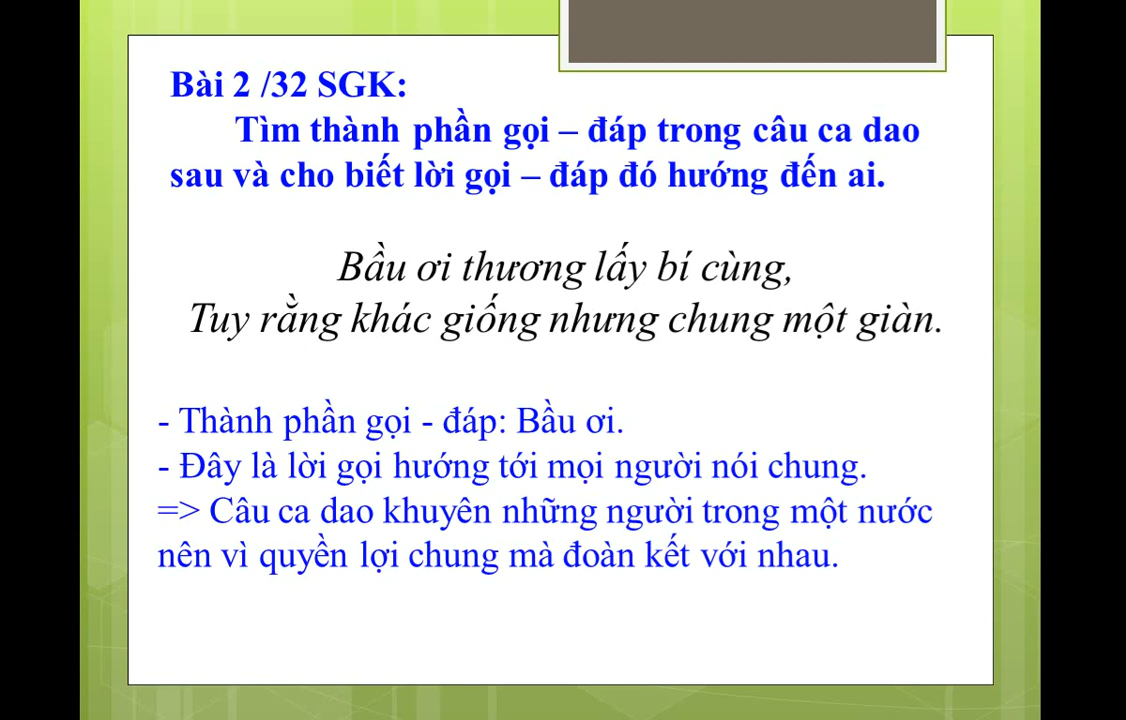 Bài 2 /32 SGK:
Tìm thành phần gọi – đáp trong câu ca dao
sau và cho biết lời gọi – đáp đó hướng đến ai.
Bầu ơi thương lấy bí cùng,
Tuy rằng khác giống nhưng chung một giàn.
- Thành phần gọi - đáp: Bầu ơi.
- Đây là lời gọi hướng tới mọi người nói chung.
=> Câu ca dao khuyên những người trong một nước
nên vì quyền lợi chung mà đoàn kết với nhau.